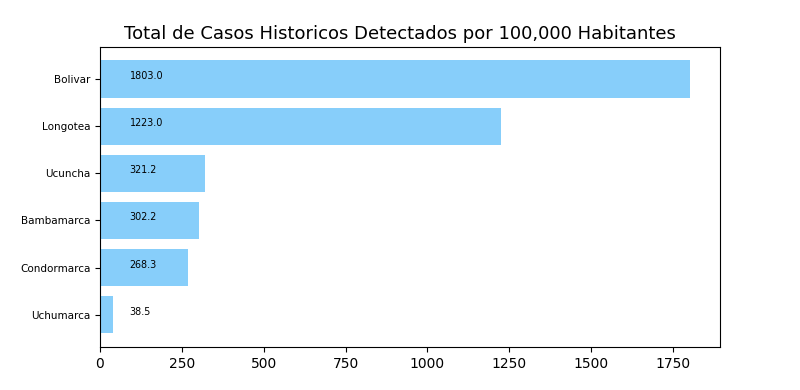 Total de Casos Historicos Detectados por 100,000 Habitantes
Bolivar 1803.0
Longotea 1223.0
Ucuncha 321.2
Bambamarca 302.2
Condormarca 268.3
Uchumarca 38.5
0 250 500 750 1000 1250 1500 1750